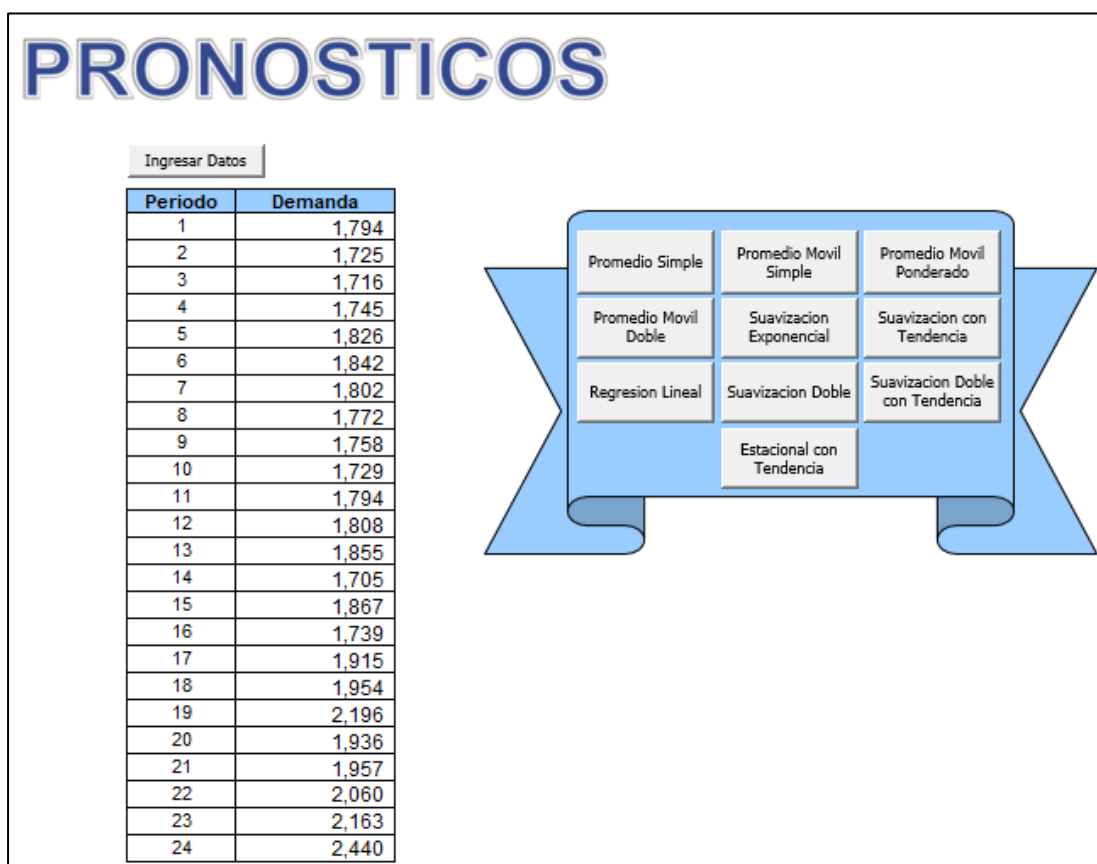 PRONOSTICOS
Ingresar Datos
Periodo Demanda
1 1,794
2 1,725
3 1,716
4 1,745
5 1,826
6 1,842
7 1,802
8 1,772
9 1,758
10 1,729
11 1,794
12 1,808
13 1,855
14 1,705
15 1,867
16 1,739
17 1,915
18 1,954
19 2,196
20 1,936
21 1,957
22 2,060
23 2,163
24 2,440
Promedio Simple
Promedio Movil
Simple
Promedio Movil
Ponderado
Promedio Movil
Doble
Suavizacion
Exponencial
Suavizacion con
Tendencia
Regresion Lineal
Suavizacion Doble
Suavizacion Doble
con Tendencia
Estacional con
Tendencia